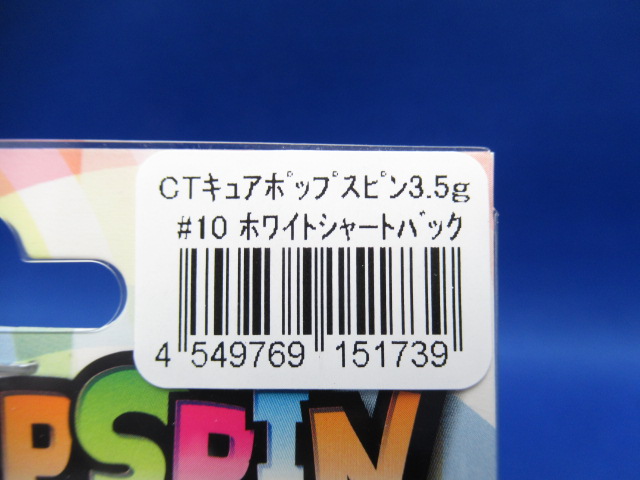 CTキュアポップスピン3.5g
#10 ホワイトシャートバック
4 549769 151739
PSPIN